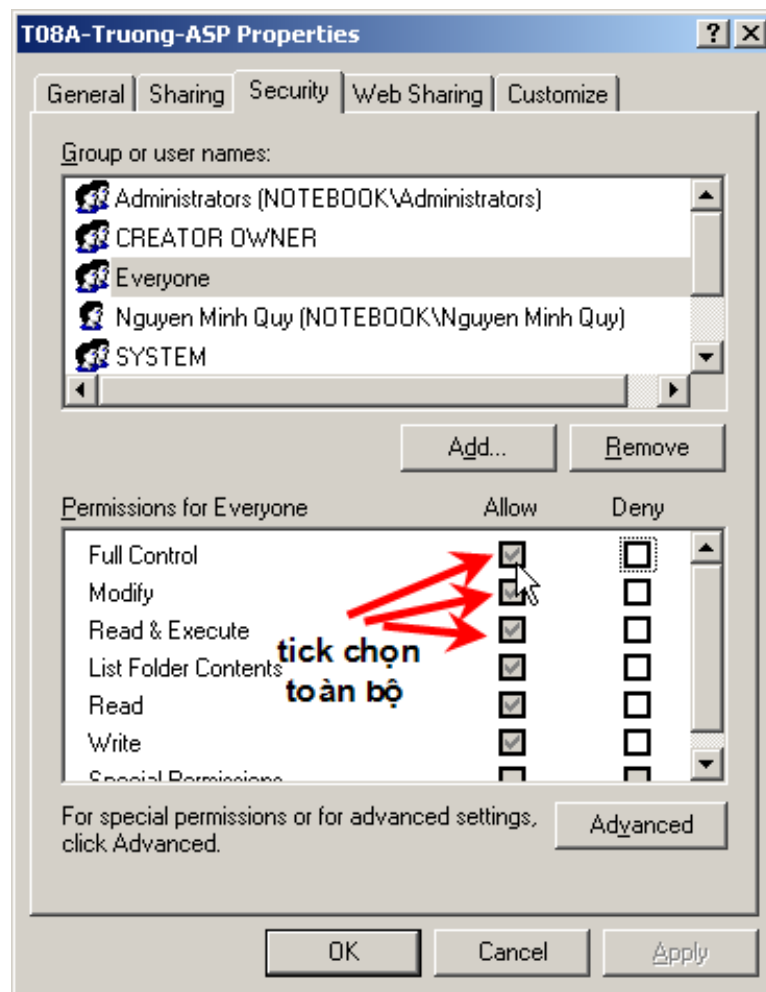 T08A-Truong-ASP Properties
General Sharing Security Web Sharing Customize
Group or user names:
Administrators (NOTEBOOK\Administrators)
CREATOR OWNER
Everyone
Nguyen Minh Quy (NOTEBOOK\Nguyen Minh Quy)
SYSTEM
Add... Remove
Permissions for Everyone Allow Deny
Full Control
Modify
Read & Execute
tick chọn
List Folder Contents
toàn bộ
Read
Write
Special Permissions
For special permissions or for advanced settings,
click Advanced.
Advanced
OK Cancel Apply